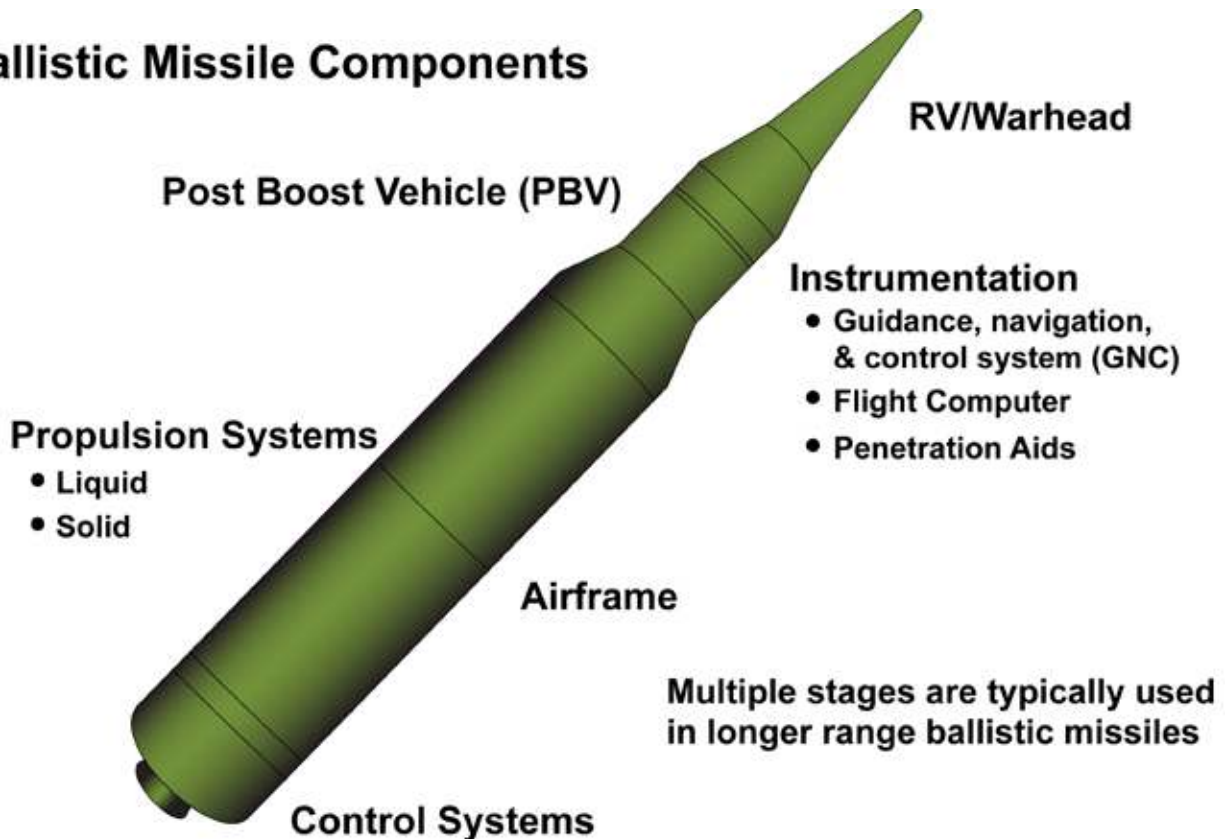 allistic Missile Components
RV/Warhead
Post Boost Vehicle (PBV)
Instrumentation
• Guidance, navigation,
& control system (GNC)
• Flight Computer
• Penetration Aids
Propulsion Systems
• Liquid
• Solid
Airframe
Multiple stages are typically used
in longer range ballistic missiles
Control Systems